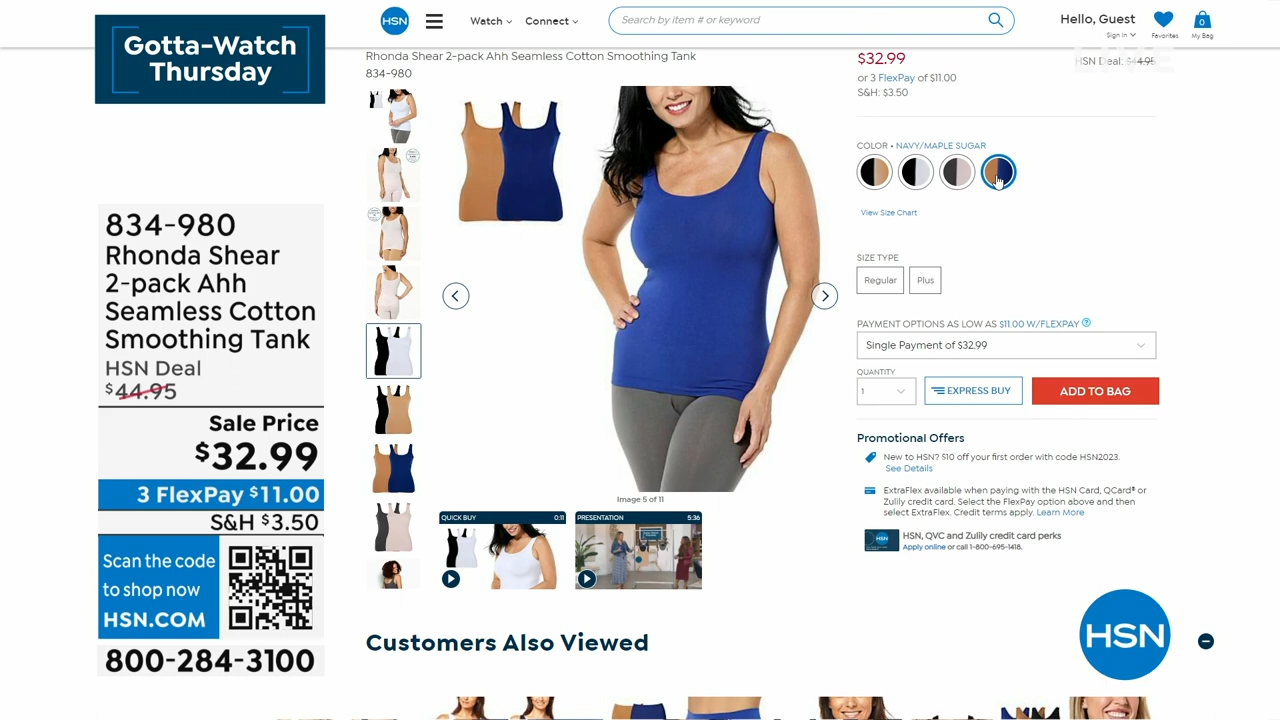 Gotta-Watch
Thursday
HSN
Watch
Connect
Search by item # or keyword
Hello, Guest
Sign In
Favorites
0
My Bag
Rhonda Shear 2-pack Ahh Seamless Cotton Smoothing Tank
834-980
$32.99
HSN Deal: $44.95
or 3 FlexPay of $11.00
S&H: $3.50
COLOR • NAVY/MAPLE SUGAR
View Size Chart
SIZE TYPE
Regular
Plus
PAYMENT OPTIONS AS LOW AS $11.00 W/FLEXPAY
Single Payment of $32.99
QUANTITY
1
EXPRESS BUY
ADD TO BAG
Promotional Offers
New to HSN? $10 off your first order with code HSN2023.
See Details
ExtraFlex available when paying with the HSN Card, QCard® or
Zulily credit card. Select the FlexPay option above and then
select ExtraFlex. Credit terms apply. Learn More
HSN, QVC and Zulily credit card perks
Apply online or call 1-800-695-1418.
Image 5 of 11
QUICK BUY 0:11
PRESENTATION 5:36
834-980
Rhonda Shear
2-pack Ahh
Seamless Cotton
Smoothing Tank
HSN Deal
$44.95
Sale Price
$32.99
3 FlexPay $11.00
S&H $3.50
Scan the code
to shop now
HSN.COM
800-284-3100
Customers Also Viewed
HSN